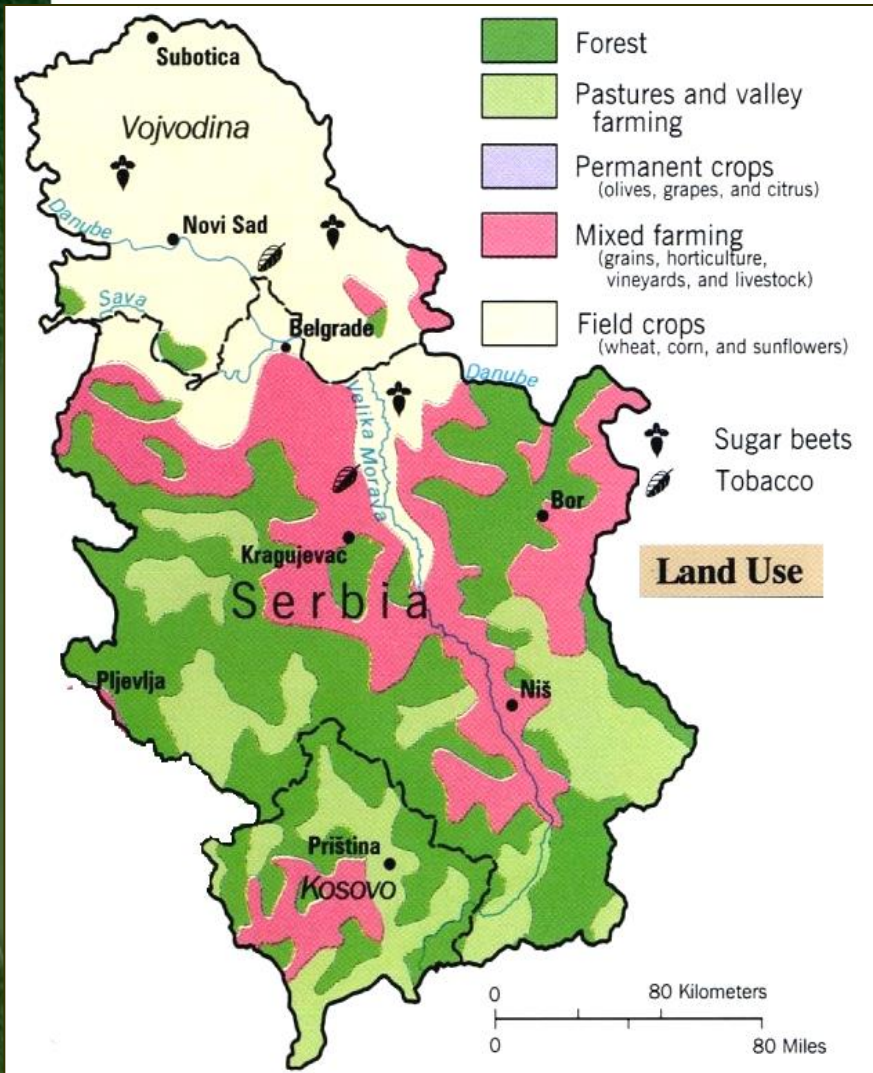 Subotica
Vojvodina
Danube
Novi Sad
Sava
Belgrade
Danube
Velika Morava
Bor
Kragujevac
Serbia
Pljevlja
Niš
Priština
Kosovo
Forest
Pastures and valley
farming
Permanent crops
(olives, grapes, and citrus)
Mixed farming
(grains, horticulture,
vineyards, and livestock)
Field crops
(wheat, corn, and sunflowers)
Sugar beets
Tobacco
Land Use
0 80 Kilometers
0 80 Miles